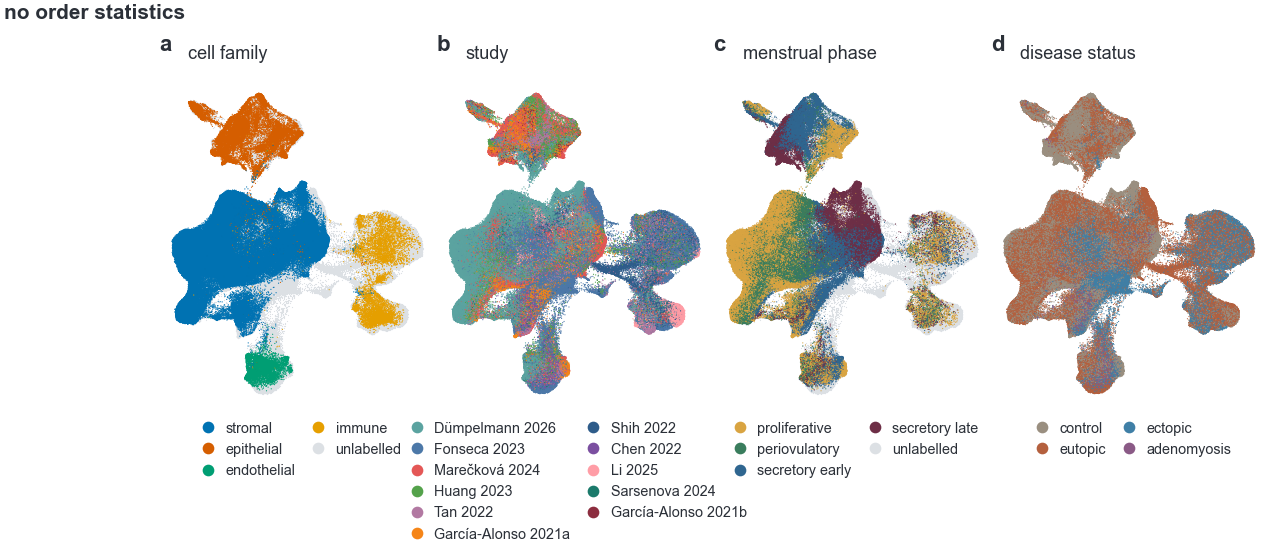 no order statistics
a cell family
b study
c menstrual phase
d disease status
stromal
epithelial
endothelial
immune
unlabelled
Dümpelmann 2026
Fonseca 2023
Marečková 2024
Huang 2023
Tan 2022
García-Alonso 2021a
Shih 2022
Chen 2022
Li 2025
Sarsenova 2024
García-Alonso 2021b
proliferative
periovulatory
secretory early
secretory late
unlabelled
control
eutopic
ectopic
adenomyosis